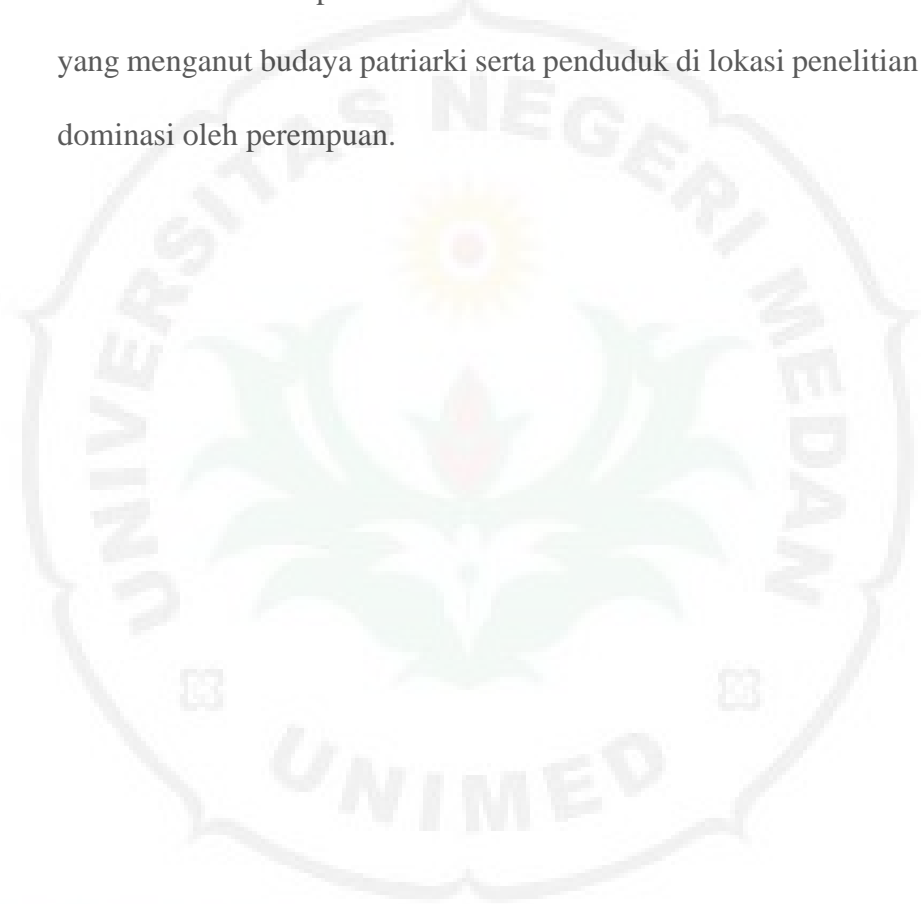 yang menganut budaya patriarki serta penduduk di lokasi penelitian
dominasi oleh perempuan.
UNIVERSITAS NEGERI MEDAN
UNIMED